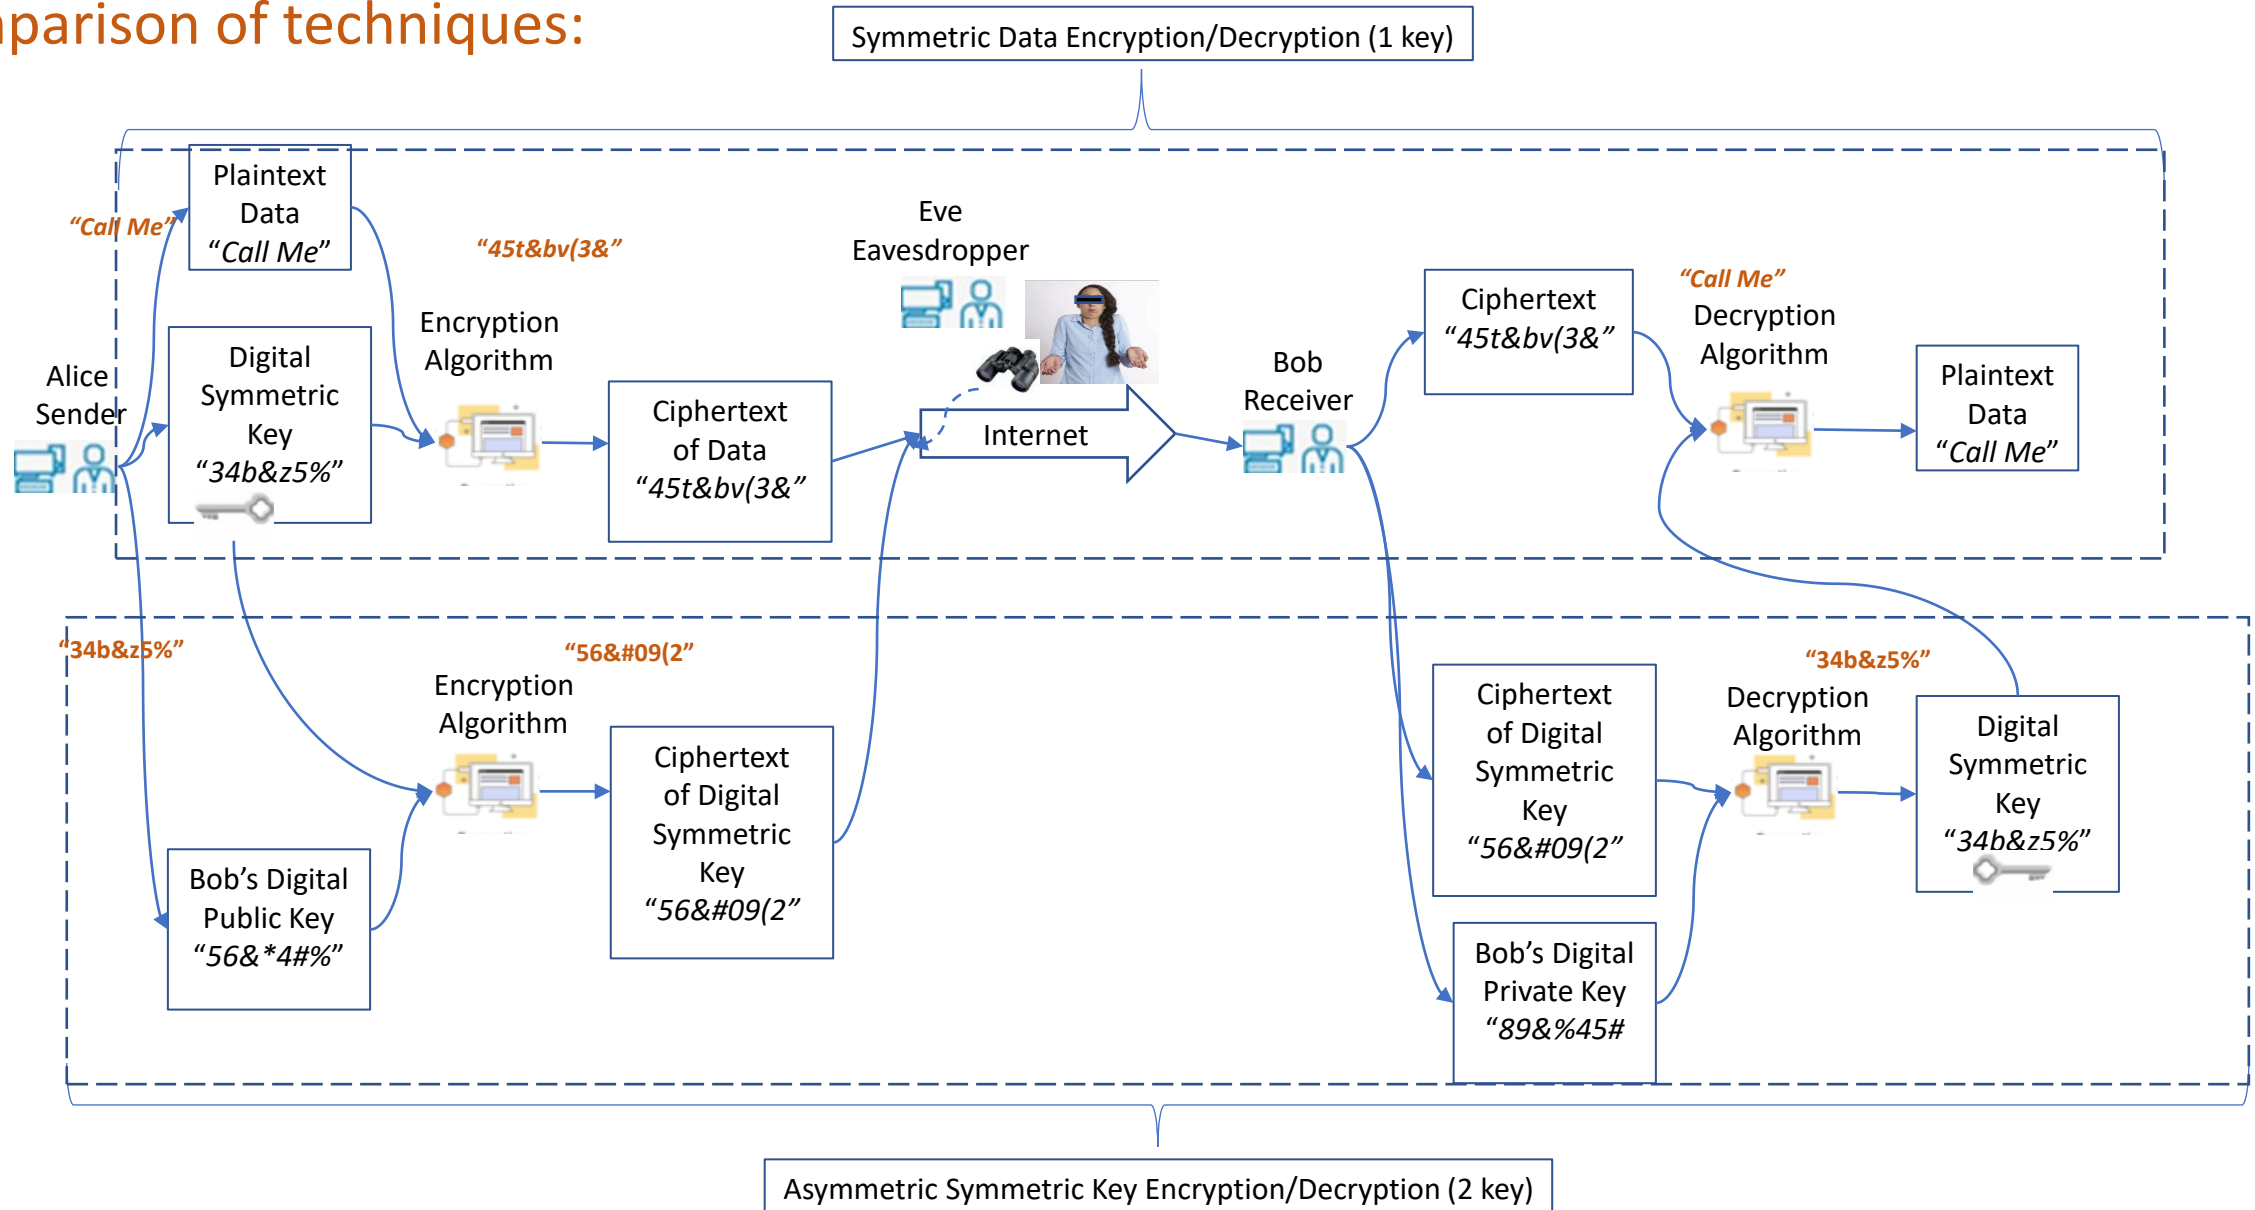 nparison of techniques:
Symmetric Data Encryption/Decryption (1 key)
Plaintext
Data
“Call Me”
“Call Me”
“45t&bv(3&”
Eve
Eavesdropper
Digital
Symmetric
Key
“34b&z5%”
Encryption
Algorithm
Alice
Sender
Ciphertext
of Data
“45t&bv(3&”
Internet
Bob
Receiver
Ciphertext
“45t&bv(3&”
“Call Me”
Decryption
Algorithm
Plaintext
Data
“Call Me”
“34b&z5%”
“56&#09(2”
Encryption
Algorithm
Ciphertext
of Digital
Symmetric
Key
“56&#09(2”
Bob’s Digital
Public Key
“56&*4#%”
Ciphertext
of Digital
Symmetric
Key
“56&#09(2”
“34b&z5%”
Decryption
Algorithm
Digital
Symmetric
Key
“34b&z5%”
Bob’s Digital
Private Key
“89&%45#
Asymmetric Symmetric Key Encryption/Decryption (2 key)